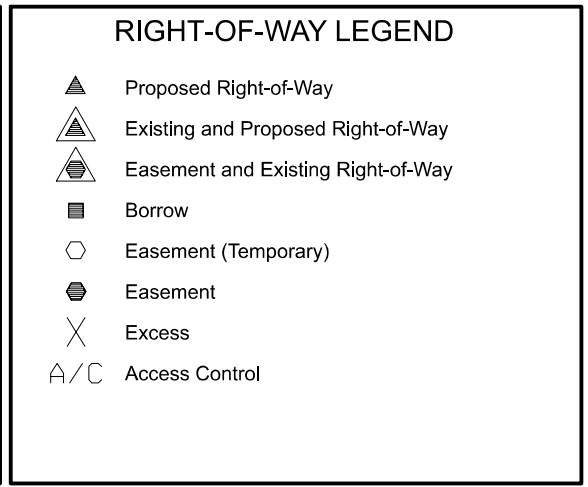 RIGHT-OF-WAY LEGEND
Proposed Right-of-Way
Existing and Proposed Right-of-Way
Easement and Existing Right-of-Way
Borrow
Easement (Temporary)
Easement
X Excess
A/C Access Control